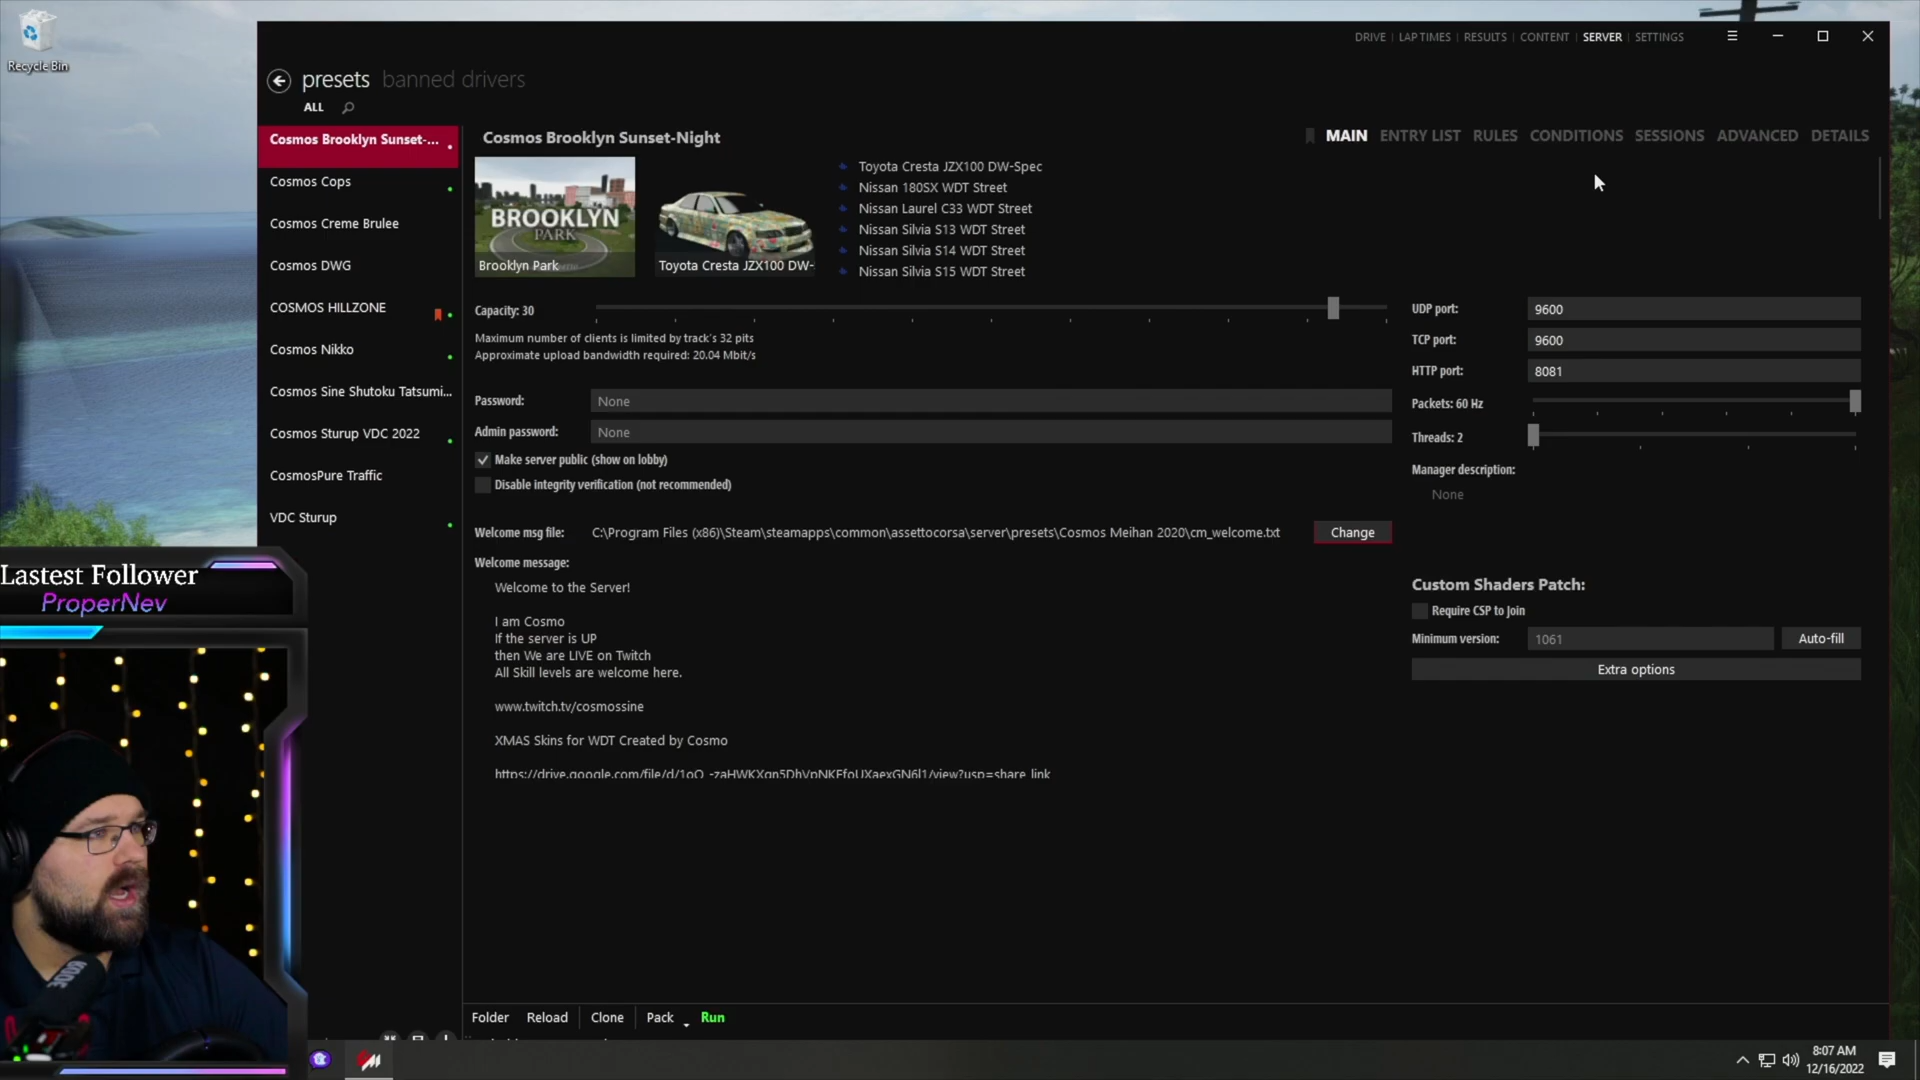 Recycle Bin
DRIVE | LAP TIMES | RESULTS | CONTENT | SERVER | SETTINGS
presets banned drivers
ALL
Cosmos Brooklyn Sunset-...
Cosmos Cops
Cosmos Creme Brulee
Cosmos DWG
COSMOS HILLZONE
Cosmos Nikko
Cosmos Sine Shutoku Tatsumi...
Cosmos Sturup VDC 2022
CosmosPure Traffic
VDC Sturup
Cosmos Brooklyn Sunset-Night
MAIN ENTRY LIST RULES CONDITIONS SESSIONS ADVANCED DETAILS
BROOKLYN
PARK
Brooklyn Park
Toyota Cresta JZX100 DW-
Toyota Cresta JZX100 DW-Spec
Nissan 180SX WDT Street
Nissan Laurel C33 WDT Street
Nissan Silvia S13 WDT Street
Nissan Silvia S14 WDT Street
Nissan Silvia S15 WDT Street
Capacity: 30
Maximum number of clients is limited by track's 32 pits
Approximate upload bandwidth required: 20.04 Mbit/s
Password: None
Admin password: None
Make server public (show on lobby)
Disable integrity verification (not recommended)
Welcome msg file: C:\Program Files (x86)\Steam\steamapps\common\assettocorsa\server\presets\Cosmos Meihan 2020\cm_welcome.txt Change
Welcome message:
Welcome to the Server!
I am Cosmo
If the server is UP
then We are LIVE on Twitch
All Skill levels are welcome here.
www.twitch.tv/cosmossine
XMAS Skins for WDT Created by Cosmo
UDP port: 9600
TCP port: 9600
HTTP port: 8081
Packets: 60 Hz
Threads: 2
Manager description:
None
Custom Shaders Patch:
Require CSP to join
Minimum version: 1061 Auto-fill
Extra options
Folder Reload Clone Pack Run
Lastest Follower
ProperNev
RODE
8:07 AM
12/16/2022